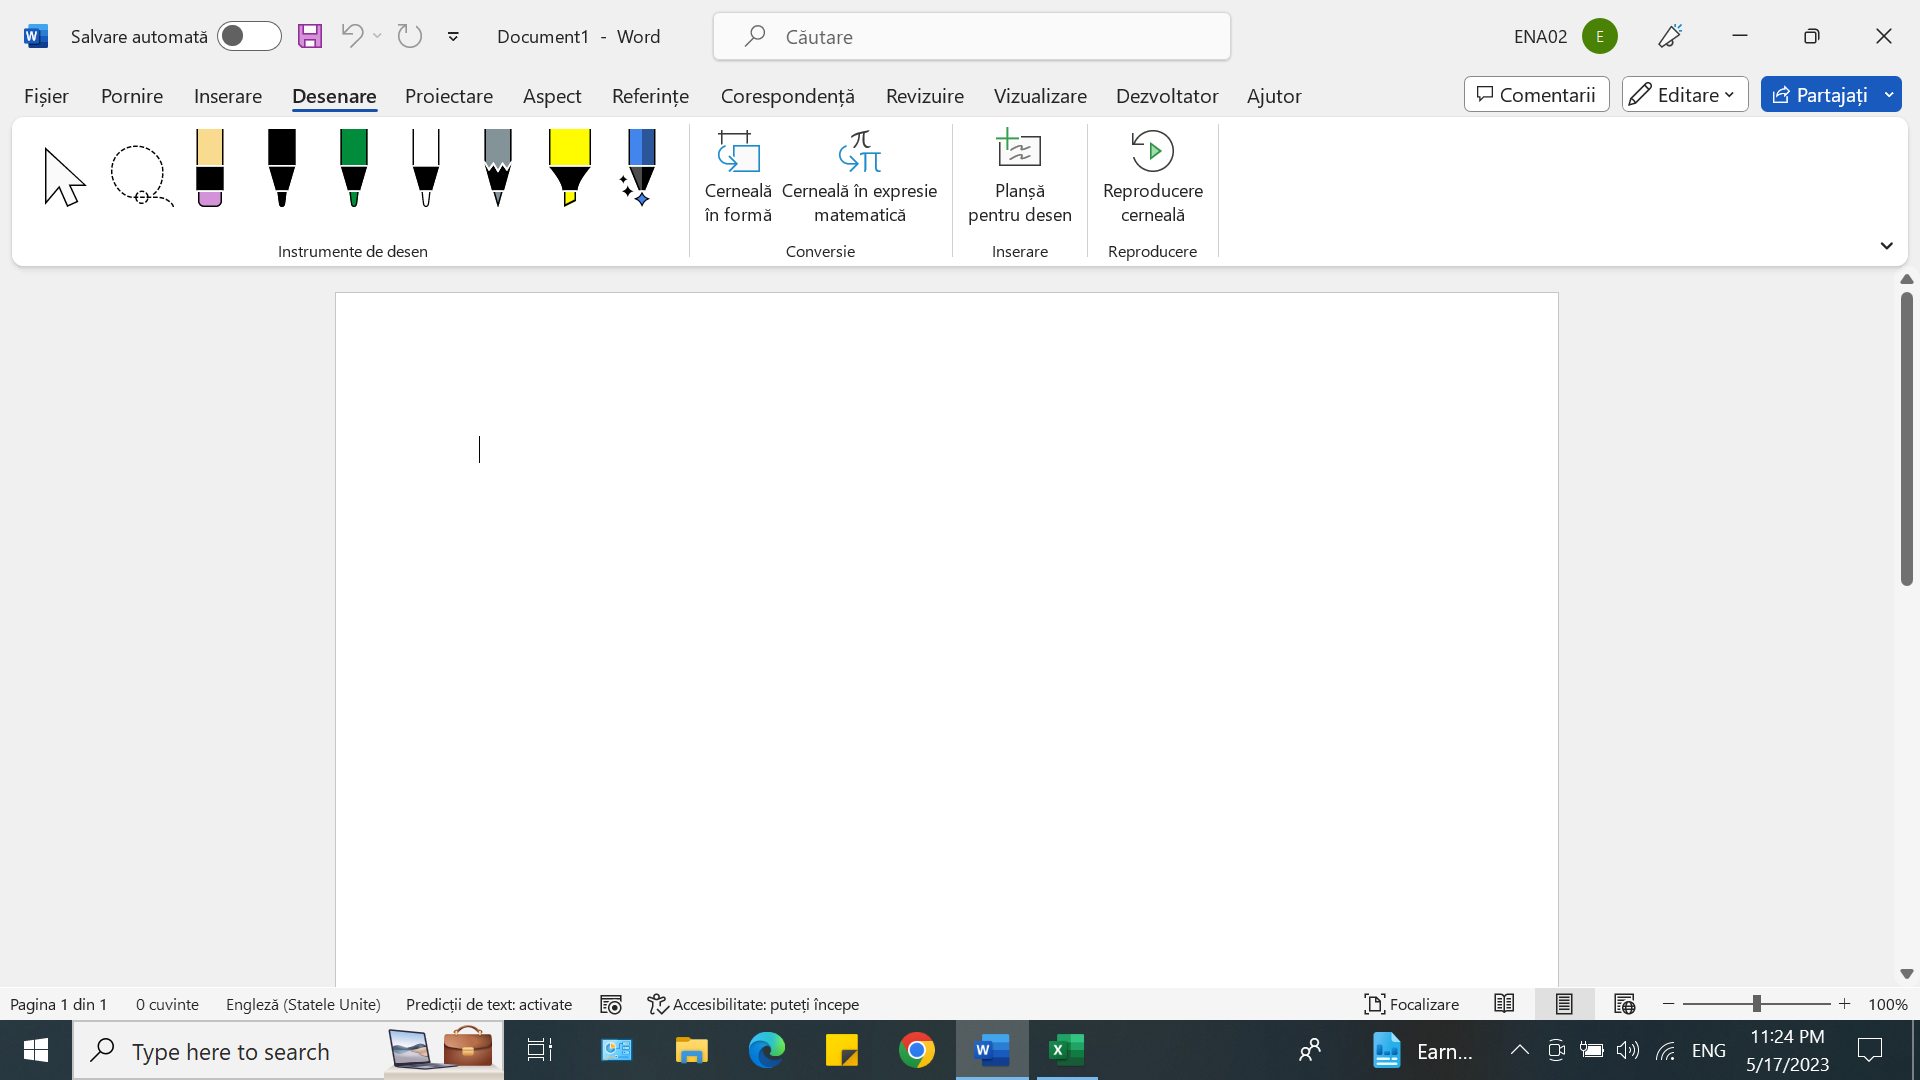 Salvare automată
Document1 - Word
Căutare
ENA02
E
Fișier Pornire Inserare Desenare Proiectare Aspect Referințe Corespondență Revizuire Vizualizare Dezvoltator Ajutor
Comentarii
Editare
Partajați
Cerneală
în formă
Cerneală în expresie
matematică
Planșă
pentru desen
Reproducere
cerneală
Instrumente de desen
Conversie
Inserare
Reproducere
Pagina 1 din 1
0 cuvinte
Engleză (Statele Unite)
Predicții de text: activate
Accesibilitate: puteți începe
Focalizare
100%
Type here to search
Earn...
ENG
11:24 PM
5/17/2023